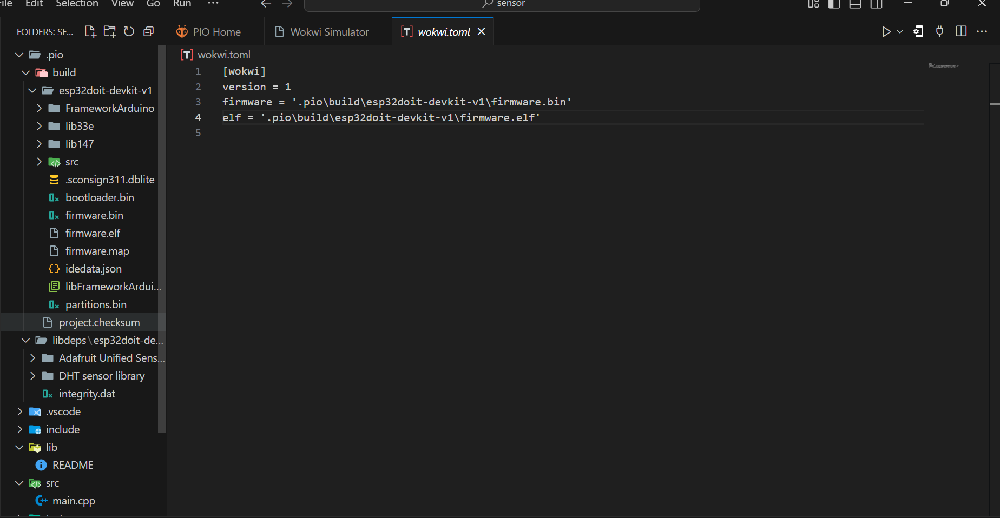 ile Edit Selection View Go Run ... sensor
FOLDERS: SE...
PIO Home
Wokwi Simulator
wokwi.toml
.pio
build
esp32doit-devkit-v1
FrameworkArduino
lib33e
lib147
src
.sconsign311.dblite
bootloader.bin
firmware.bin
firmware.elf
firmware.map
idedata.json
libFrameworkArdui...
partitions.bin
project.checksum
libdeps\esp32doit-de...
Adafruit Unified Sens...
DHT sensor library
integrity.dat
.vscode
include
lib
README
src
main.cpp
wokwi.toml
1 [wokwi]
2 version = 1
3 firmware = '.pio\build\esp32doit-devkit-v1\firmware.bin'
4 elf = '.pio\build\esp32doit-devkit-v1\firmware.elf'
5